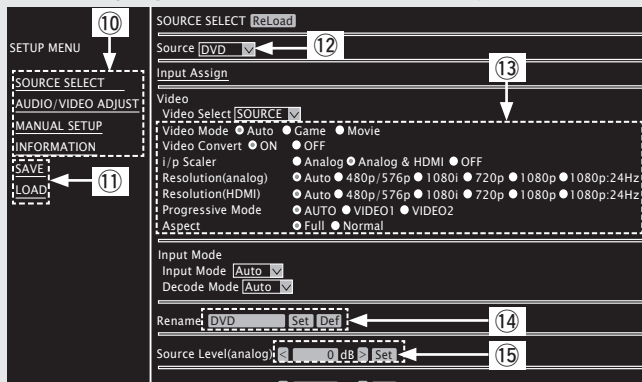 SOURCE SELECT ReLoad
⑩
SETUP MENU
SOURCE SELECT
AUDIO/VIDEO ADJUST
MANUAL SETUP
INFORMATION
SAVE
LOAD
⑪
Source DVD
⑫
Input Assign
⑬
Video
Video Select SOURCE
Video Mode Auto Game Movie
Video Convert ON OFF
i/p Scaler Analog Analog & HDMI OFF
Resolution(analog) Auto 480p/576p 1080i 720p 1080p 1080p:24Hz
Resolution(HDMI) Auto 480p/576p 1080i 720p 1080p 1080p:24Hz
Progressive Mode AUTO VIDEO1 VIDEO2
Aspect Full Normal
Input Mode
Input Mode Auto
Decode Mode Auto
Rename DVD Set Def
⑭
Source Level(analog) < 0 dB > Set
⑮